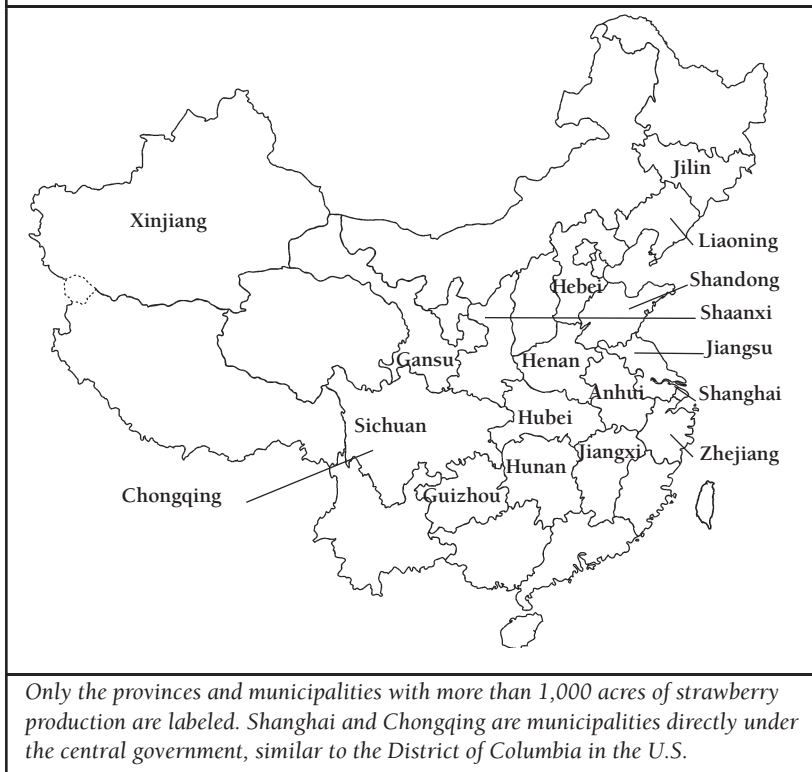 Jilin
Xinjiang
Liaoning
Hebei
Shandong
Shaanxi
Jiangsu
Gansu
Henan
Anhui
Shanghai
Sichuan
Hubei
Jiangxi
Zhejiang
Hunan
Chongqing
Guizhou
Only the provinces and municipalities with more than 1,000 acres of strawberry
production are labeled. Shanghai and Chongqing are municipalities directly under
the central government, similar to the District of Columbia in the U.S.